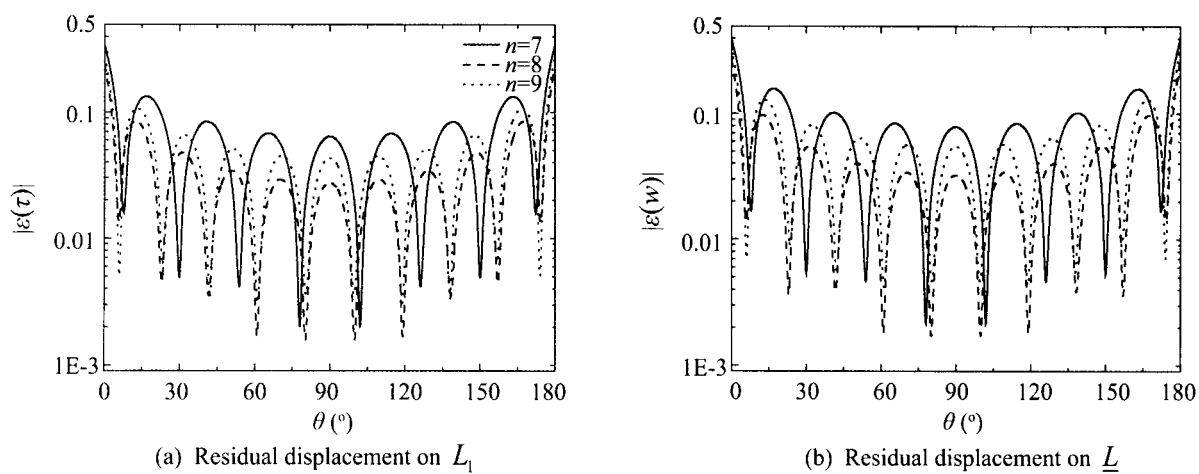 0.5
n=7
n=8
n=9
0.1
|ε(τ)|
0.01
1E-3
0 30 60 90 120 150 180
θ (°)
(a) Residual displacement on L₁
0.5
0.1
|ε(w)|
0.01
1E-3
0 30 60 90 120 150 180
θ (°)
(b) Residual displacement on L